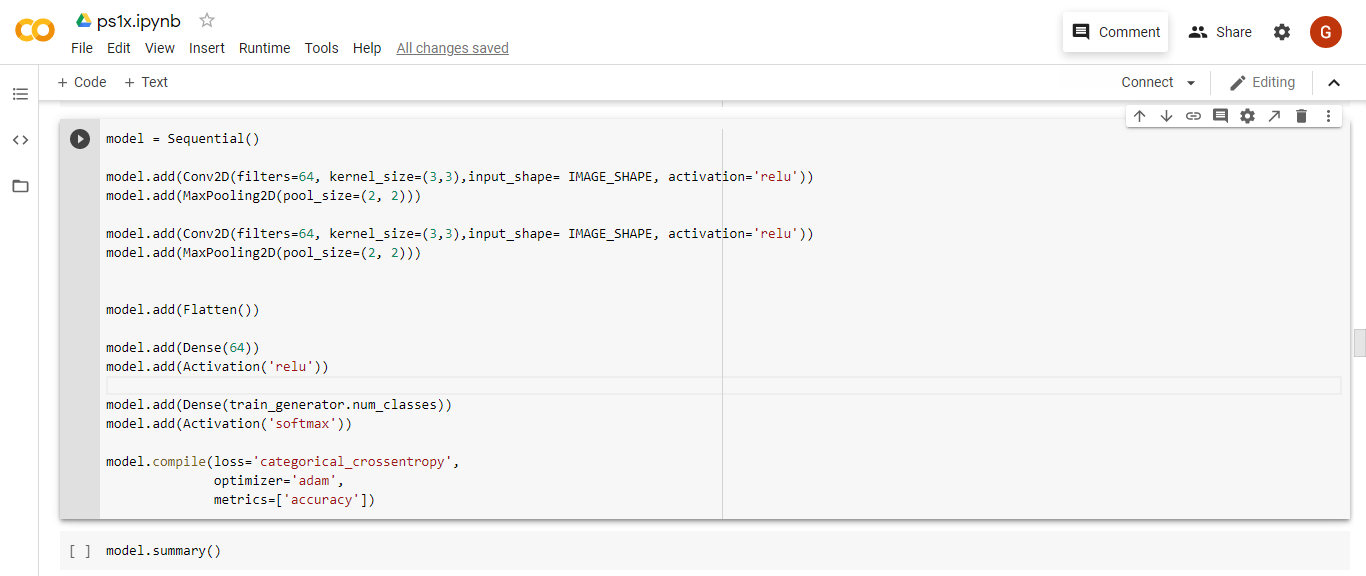 ps1x.ipynb
File Edit View Insert Runtime Tools Help All changes saved
Comment Share G
+ Code + Text
Connect Editing
model = Sequential()
model.add(Conv2D(filters=64, kernel_size=(3,3),input_shape= IMAGE_SHAPE, activation='relu'))
model.add(MaxPooling2D(pool_size=(2, 2)))
model.add(Conv2D(filters=64, kernel_size=(3,3),input_shape= IMAGE_SHAPE, activation='relu'))
model.add(MaxPooling2D(pool_size=(2, 2)))
model.add(Flatten())
model.add(Dense(64))
model.add(Activation('relu'))
model.add(Dense(train_generator.num_classes))
model.add(Activation('softmax'))
model.compile(loss='categorical_crossentropy',
optimizer='adam',
metrics=['accuracy'])
[ ] model.summary()